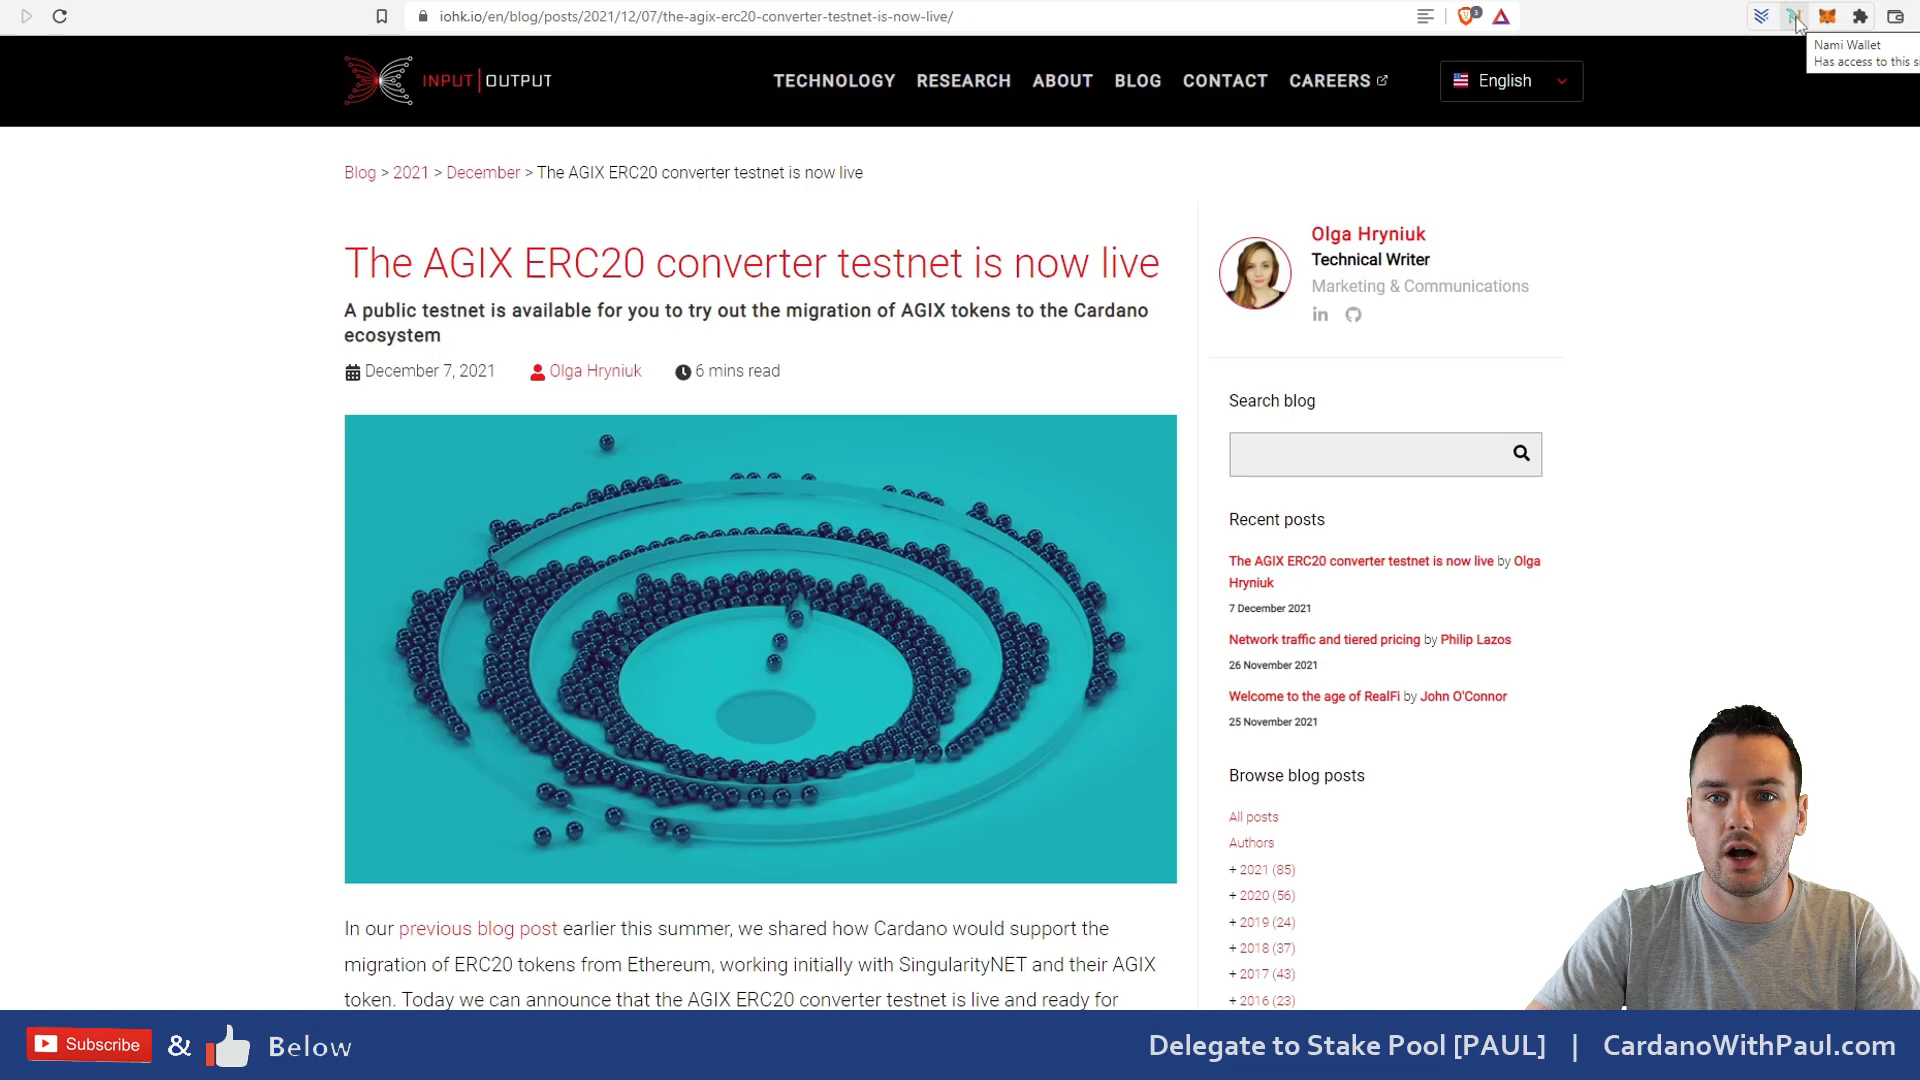 iohk.io/en/blog/posts/2021/12/07/the-agix-erc20-converter-testnet-is-now-live/
3
Nami Wallet
Has access to this s
INPUT | OUTPUT
TECHNOLOGY RESEARCH ABOUT BLOG CONTACT CAREERS
English
Blog > 2021 > December > The AGIX ERC20 converter testnet is now live
The AGIX ERC20 converter testnet is now live
A public testnet is available for you to try out the migration of AGIX tokens to the Cardano
ecosystem
December 7, 2021 Olga Hryniuk 6 mins read
In our previous blog post earlier this summer, we shared how Cardano would support the
migration of ERC20 tokens from Ethereum, working initially with SingularityNET and their AGIX
token. Today we can announce that the AGIX ERC20 converter testnet is live and ready for
Olga Hryniuk
Technical Writer
Marketing & Communications
in
Search blog
Recent posts
The AGIX ERC20 converter testnet is now live by Olga
Hryniuk
7 December 2021
Network traffic and tiered pricing by Philip Lazos
26 November 2021
Welcome to the age of RealFi by John O'Connor
25 November 2021
Browse blog posts
All posts
Authors
+ 2021 (85)
+ 2020 (56)
+ 2019 (24)
+ 2018 (37)
+ 2017 (43)
+ 2016 (23)
Subscribe & Below
Delegate to Stake Pool [PAUL] | CardanoWithPaul.com